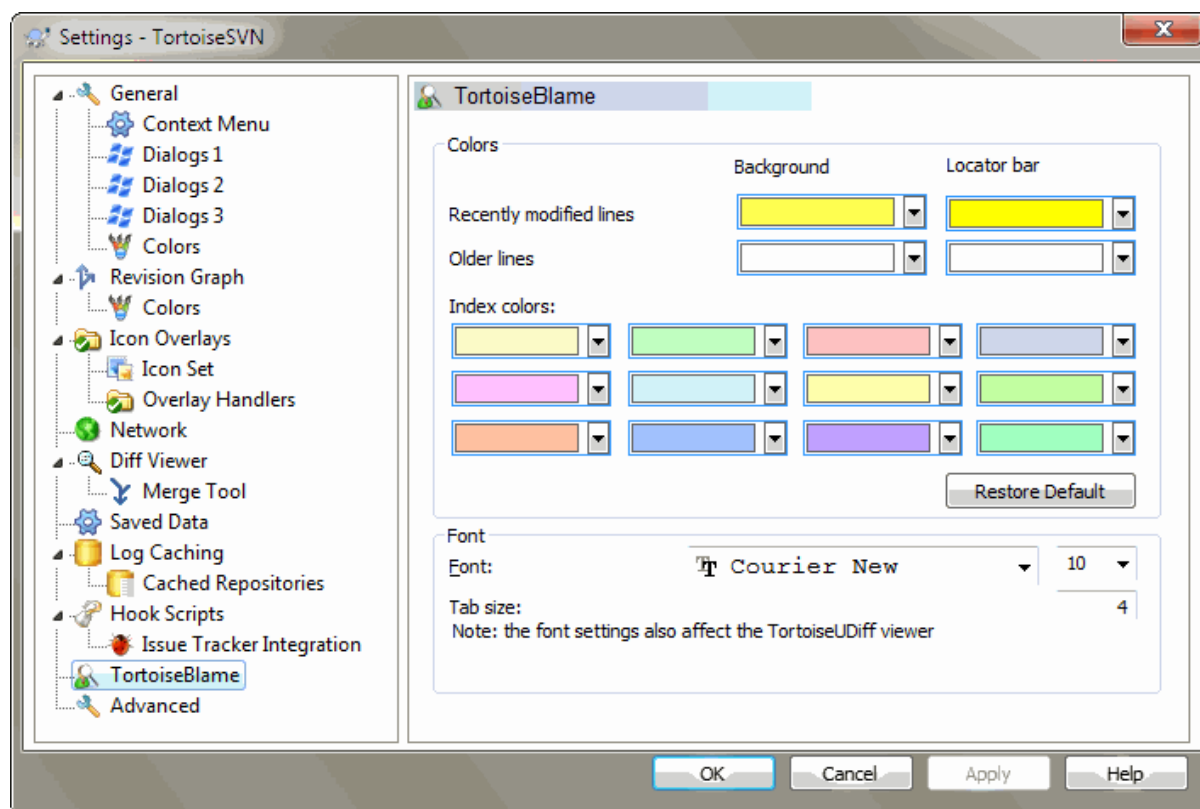 Settings - TortoiseSVN
General
Context Menu
Dialogs 1
Dialogs 2
Dialogs 3
Colors
Revision Graph
Colors
Icon Overlays
Icon Set
Overlay Handlers
Network
Diff Viewer
Merge Tool
Saved Data
Log Caching
Cached Repositories
Hook Scripts
Issue Tracker Integration
TortoiseBlame
Advanced
TortoiseBlame
Colors
Background Locator bar
Recently modified lines
Older lines
Index colors:
Restore Default
Font
Font: Courier New 10
Tab size: 4
Note: the font settings also affect the TortoiseUDiff viewer
OK Cancel Apply Help